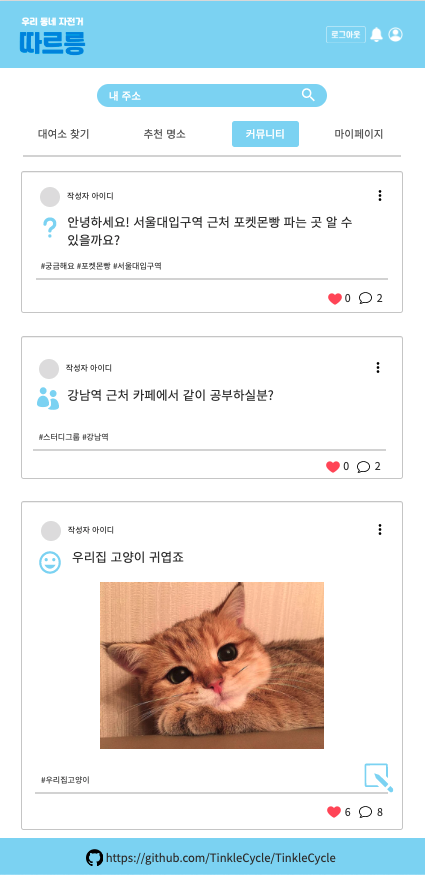 우리 동네 자전거
따르릉
로그아웃
내 주소
대여소 찾기 추천 명소 커뮤니티 마이페이지
작성자 아이디
안녕하세요! 서울대입구역 근처 포켓몬빵 파는 곳 알 수
있을까요?
#궁금해요 #포켓몬빵 #서울대입구역
0 2
작성자 아이디
강남역 근처 카페에서 같이 공부하실분?
#스터디그룹 #강남역
0 2
작성자 아이디
우리집 고양이 귀엽죠
#우리집고양이
6 8
https://github.com/TinkleCycle/TinkleCycle